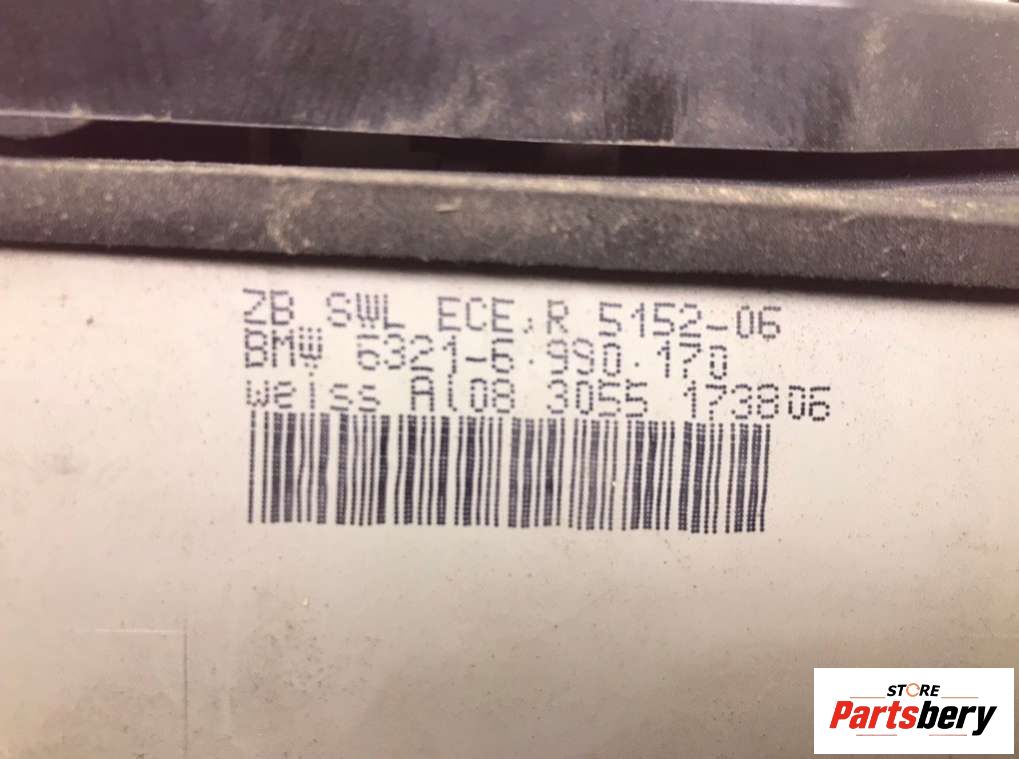 ZB SWL ECE,R 5152-06
BMW 6321-6.990.170
weiss Al08 3055 173806
STORE
Partsbery